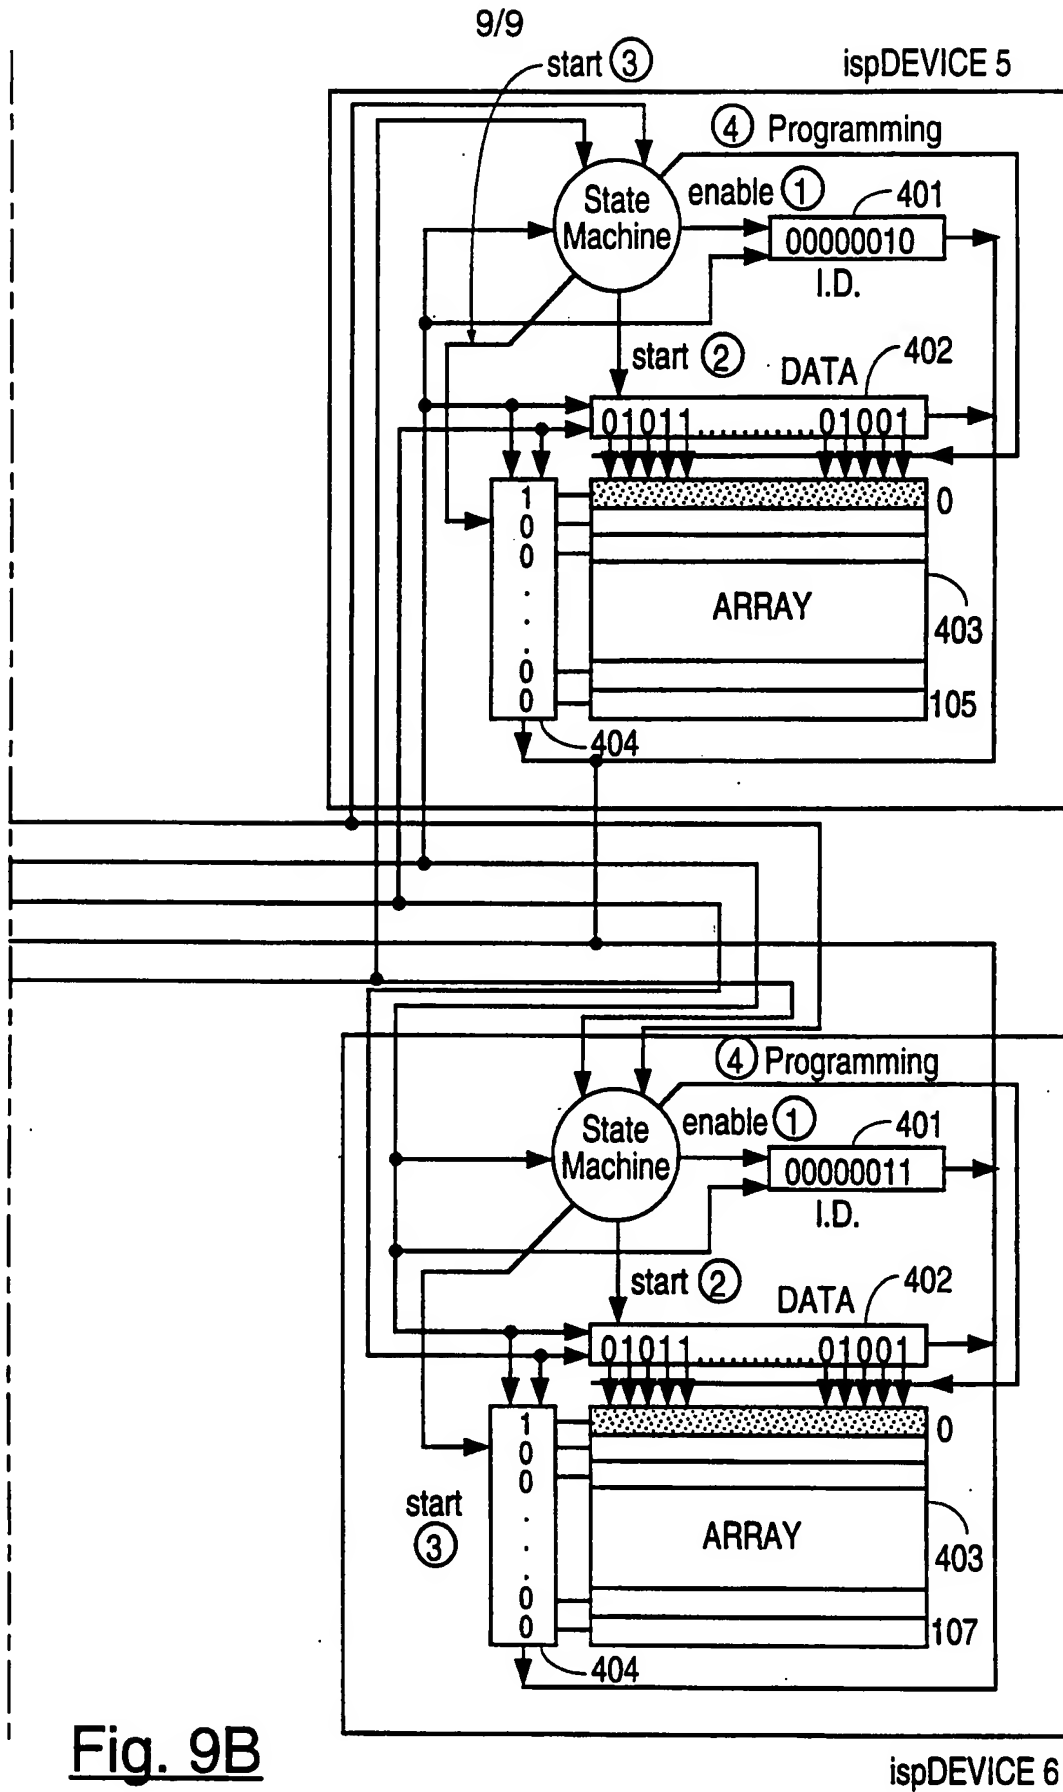 9/9
start ③
ispDEVICE 5
④ Programming
State
Machine
enable ①
401
00000010
I.D.
start ②
DATA
402
01011..........01001
1
0
0
.
.
.
0
0
0
ARRAY
403
105
404
④ Programming
State
Machine
enable ①
401
00000011
I.D.
start ②
DATA
402
01011..........01001
1
0
0
.
.
.
0
0
0
start
③
ARRAY
403
107
404
Fig. 9B
ispDEVICE 6